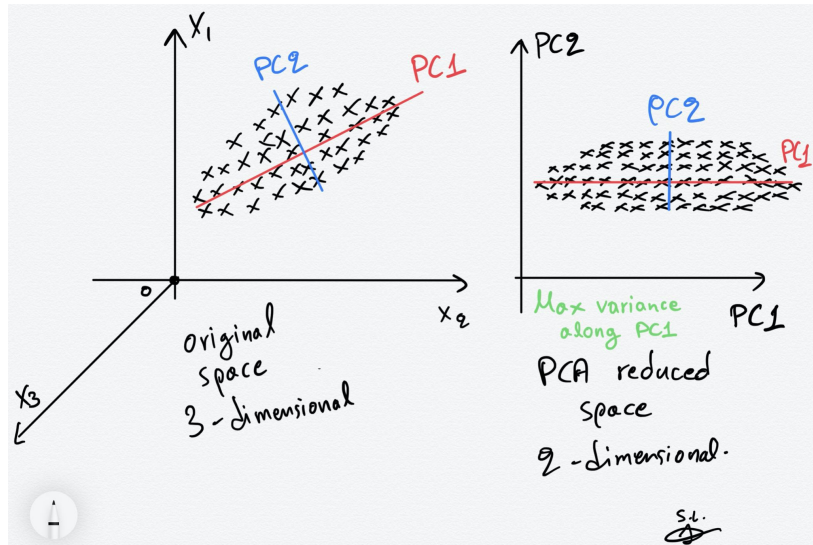 X₁
PC2
PC1
0
X₂
X3
original
space
3-dimensional
PC2
PC2
PC1
Max variance
along PC1
PC1
PCA reduced
space
2-dimensional.
S.L.